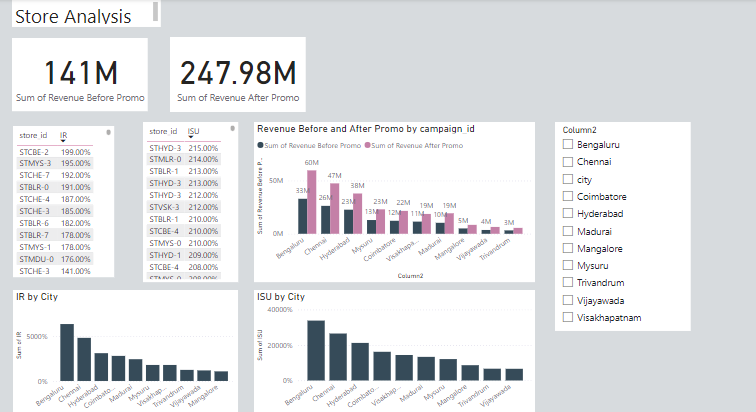 Store Analysis
141M
Sum of Revenue Before Promo
247.98M
Sum of Revenue After Promo
store_id IR
STCBE-2 199.00%
STMYS-3 195.00%
STCHE-7 192.00%
STBLR-0 191.00%
STCHE-4 187.00%
STCHE-3 185.00%
STBLR-6 182.00%
STBLR-7 178.00%
STMYS-1 178.00%
STMDU-0 176.00%
STCHE-3 141.00%
store_id ISU
STHYD-3 215.00%
STMLR-0 214.00%
STBLR-1 213.00%
STHYD-3 213.00%
STHYD-3 212.00%
STVSK-3 212.00%
STBLR-1 210.00%
STCBE-4 210.00%
STMYS-0 210.00%
STHYD-1 209.00%
STCBE-4 208.00%
STMYS-0 208.00%
Revenue Before and After Promo by campaign_id
Sum of Revenue Before Promo Sum of Revenue After Promo
Sum of Revenue Before P...
50M
0M
33M 60M
26M 47M
23M 38M
13M 23M
12M 22M
11M 19M
10M 19M
5M
4M
3M
Bengaluru
Chennai
Hyderabad
Mysuru
Coimbatore
Visakhapa...
Madurai
Mangalore
Vijayawada
Trivandrum
Column2
Column2
Bengaluru
Chennai
city
Coimbatore
Hyderabad
Madurai
Mangalore
Mysuru
Trivandrum
Vijayawada
Visakhapatnam
IR by City
Sum of IR
5000%
0%
Bengaluru
Chennai
Hyderabad
Coimbato...
Madurai
Mysuru
Visakhap...
Trivandrum
Vijayawada
Mangalore
ISU by City
Sum of ISU
40000%
20000%
0%
Bengaluru
Chennai
Hyderabad
Coimbato...
Visakhap...
Madurai
Mysuru
Mangalore
Trivandrum
Vijayawada